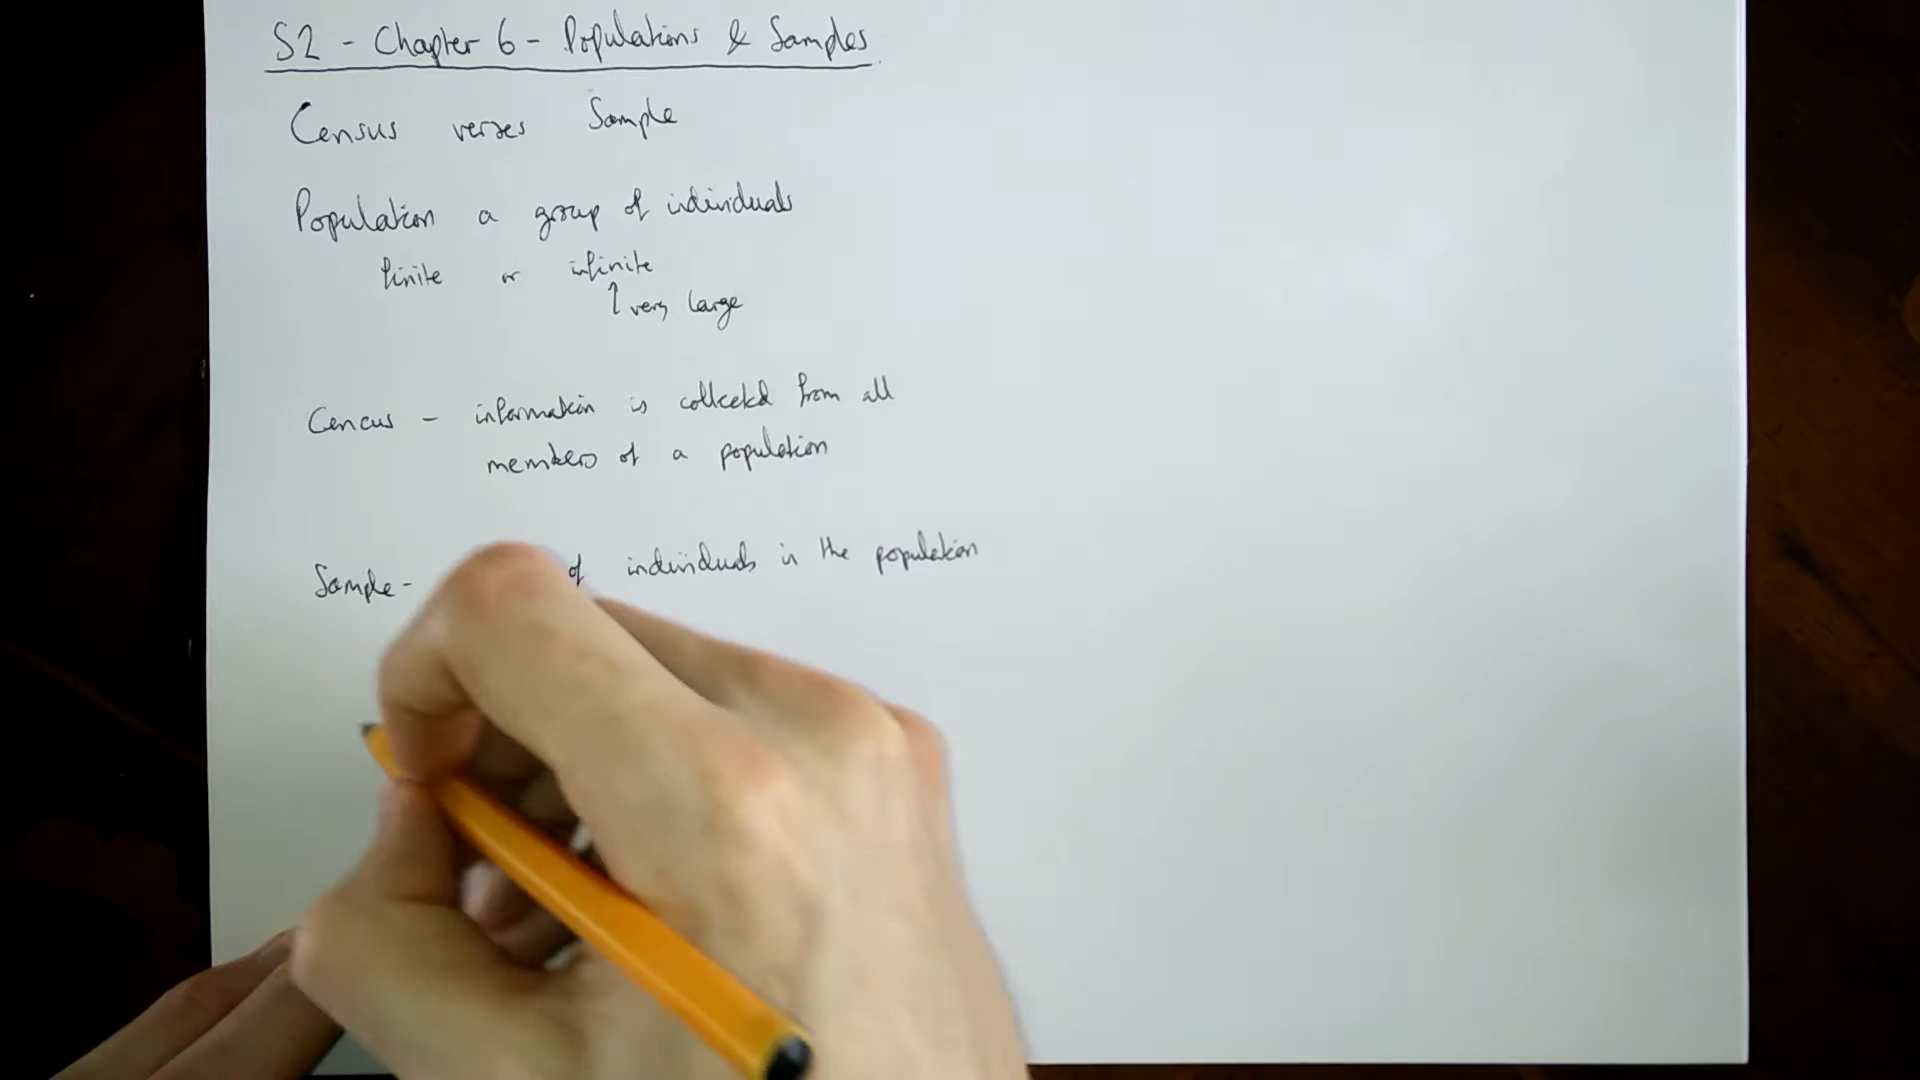 S2 - Chapter 6 - Populations & Samples
Census verses Sample
Population a group of individuals
finite or infinite
↑ very large
Cencus - information is collected from all
members of a population
Sample - of individuals in the population